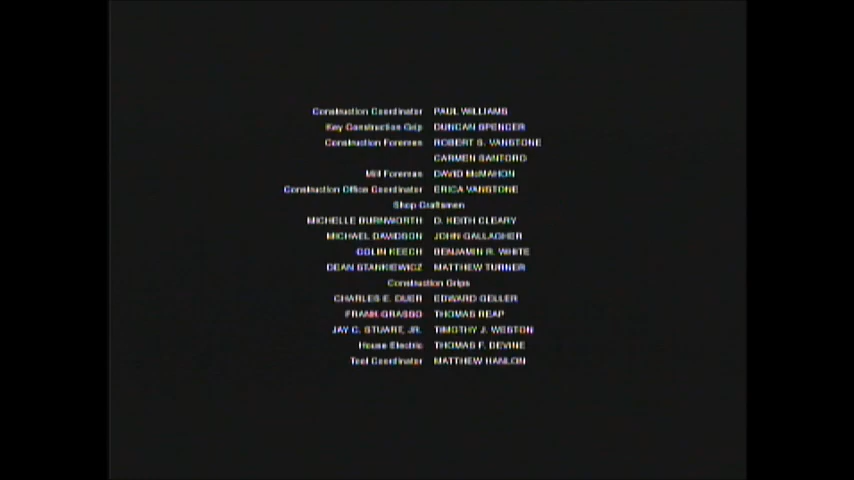 Construction Coordinator PAUL WILLIAMS
Key Construction Grip DUNCAN SPENCER
Construction Foremen ROBERT S. VANSTONE
CARMEN SANTORO
Mill Foreman DAVID McMAHON
Construction Office Coordinator ERICA VANSTONE
Shop Craftsmen
MICHELLE BURNWORTH D. KEITH CLEARY
MICHAEL DAVIDSON JOHN GALLAGHER
COLIN KEECH BENJAMIN R. WHITE
DEAN STANKIEWICZ MATTHEW TURNER
Construction Grips
CHARLES E. DUER EDWARD GELLER
FRANK GRASSO THOMAS REAP
JAY C. STUART, JR. TIMOTHY J. WESTON
House Electric THOMAS F. DEVINE
Tool Coordinator MATTHEW HANLON